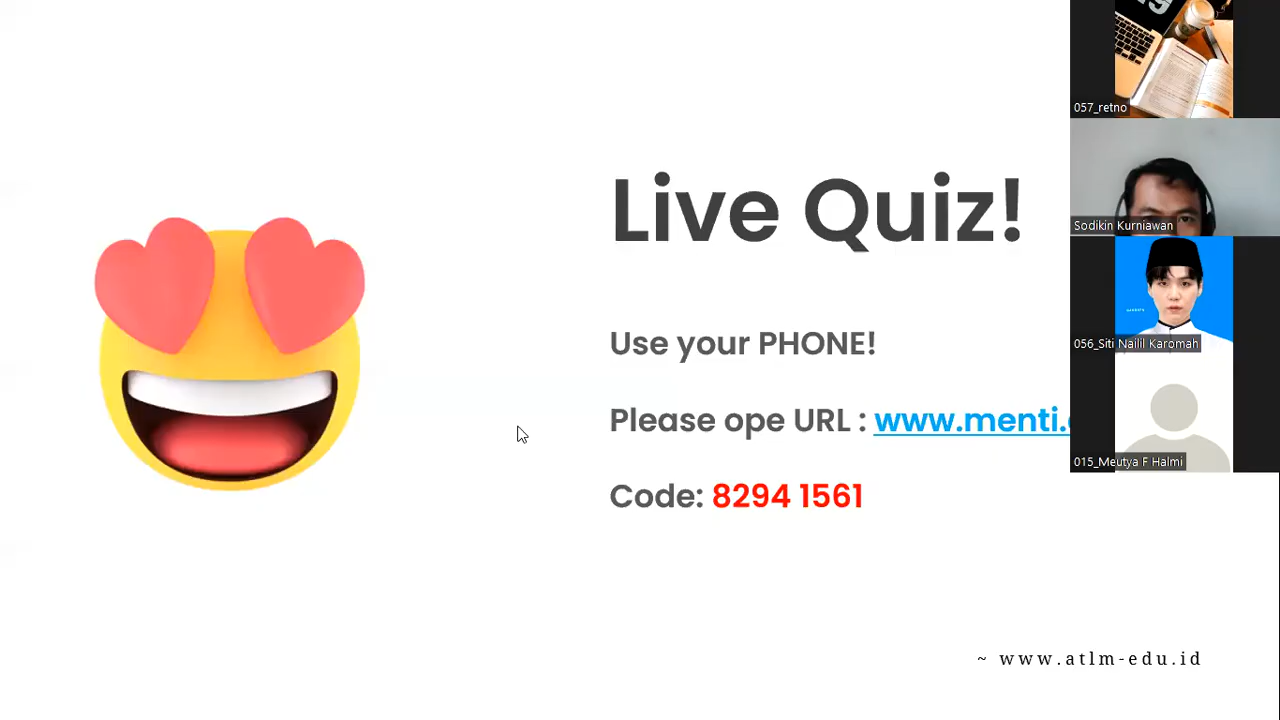 Live Quiz!
Use your PHONE!
Please ope URL : www.menti.
Code: 8294 1561
~ www.atlm-edu.id
057_retno
Sodikin Kurniawan
056_Siti Nailil Karomah
015_Meutya F Halmi